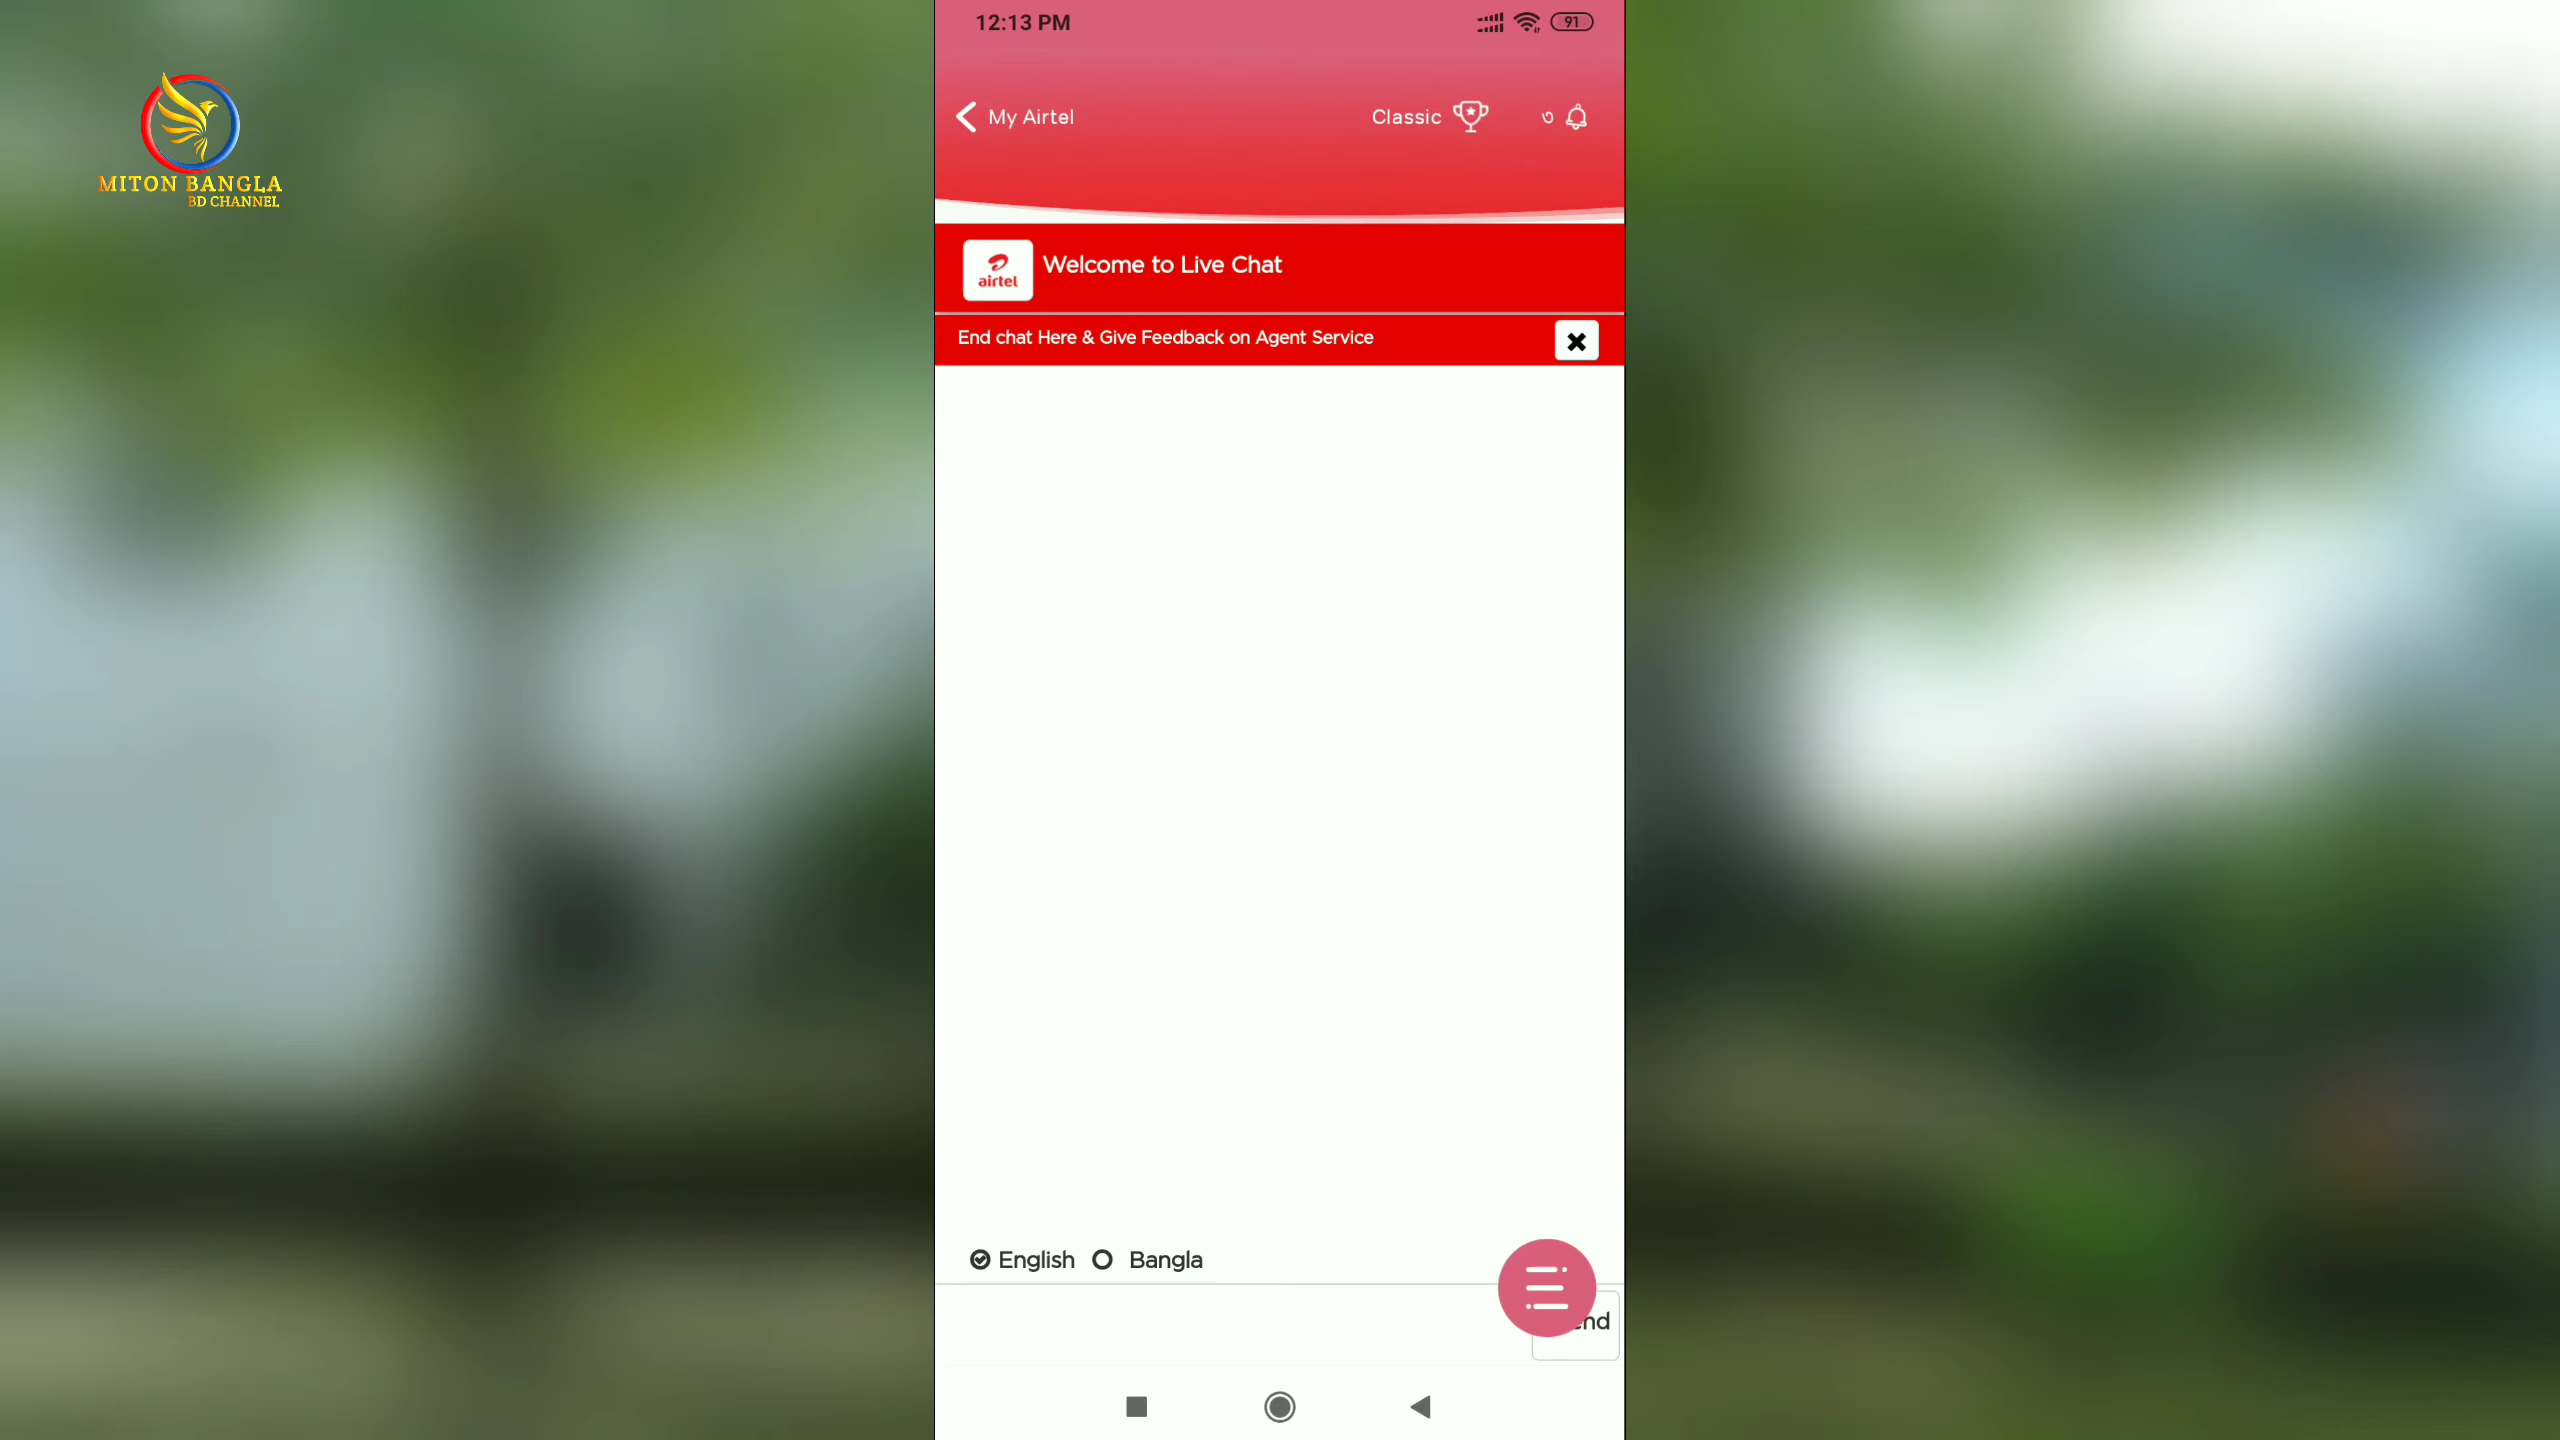 12:13 PM
91
MITON BANGLA
BD CHANNEL
My Airtel
Classic
airtel
Welcome to Live Chat
End chat Here & Give Feedback on Agent Service
English
Bangla